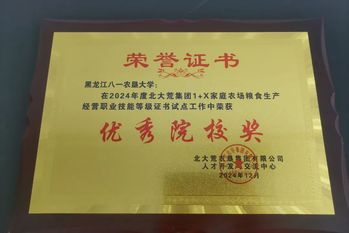 荣誉证书
黑龙江八一农垦大学：
在2024年度北大荒集团1+X家庭农场粮食生产
经营职业技能等级证书试点工作中荣获
优秀院校奖
北大荒农垦集团有限公司
人才开发交流中心
2024年12月